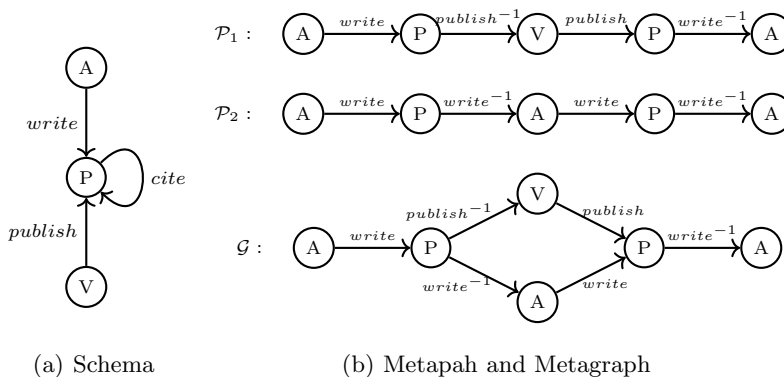 A
write
P
cite
publish
V
(a) Schema
𝒫₁ : A write P publish⁻¹ V publish P write⁻¹ A
𝒫₂ : A write P write⁻¹ A write P write⁻¹ A
V
publish⁻¹ publish
𝒢 : A write P P write⁻¹ A
write⁻¹ write
A
(b) Metapah and Metagraph